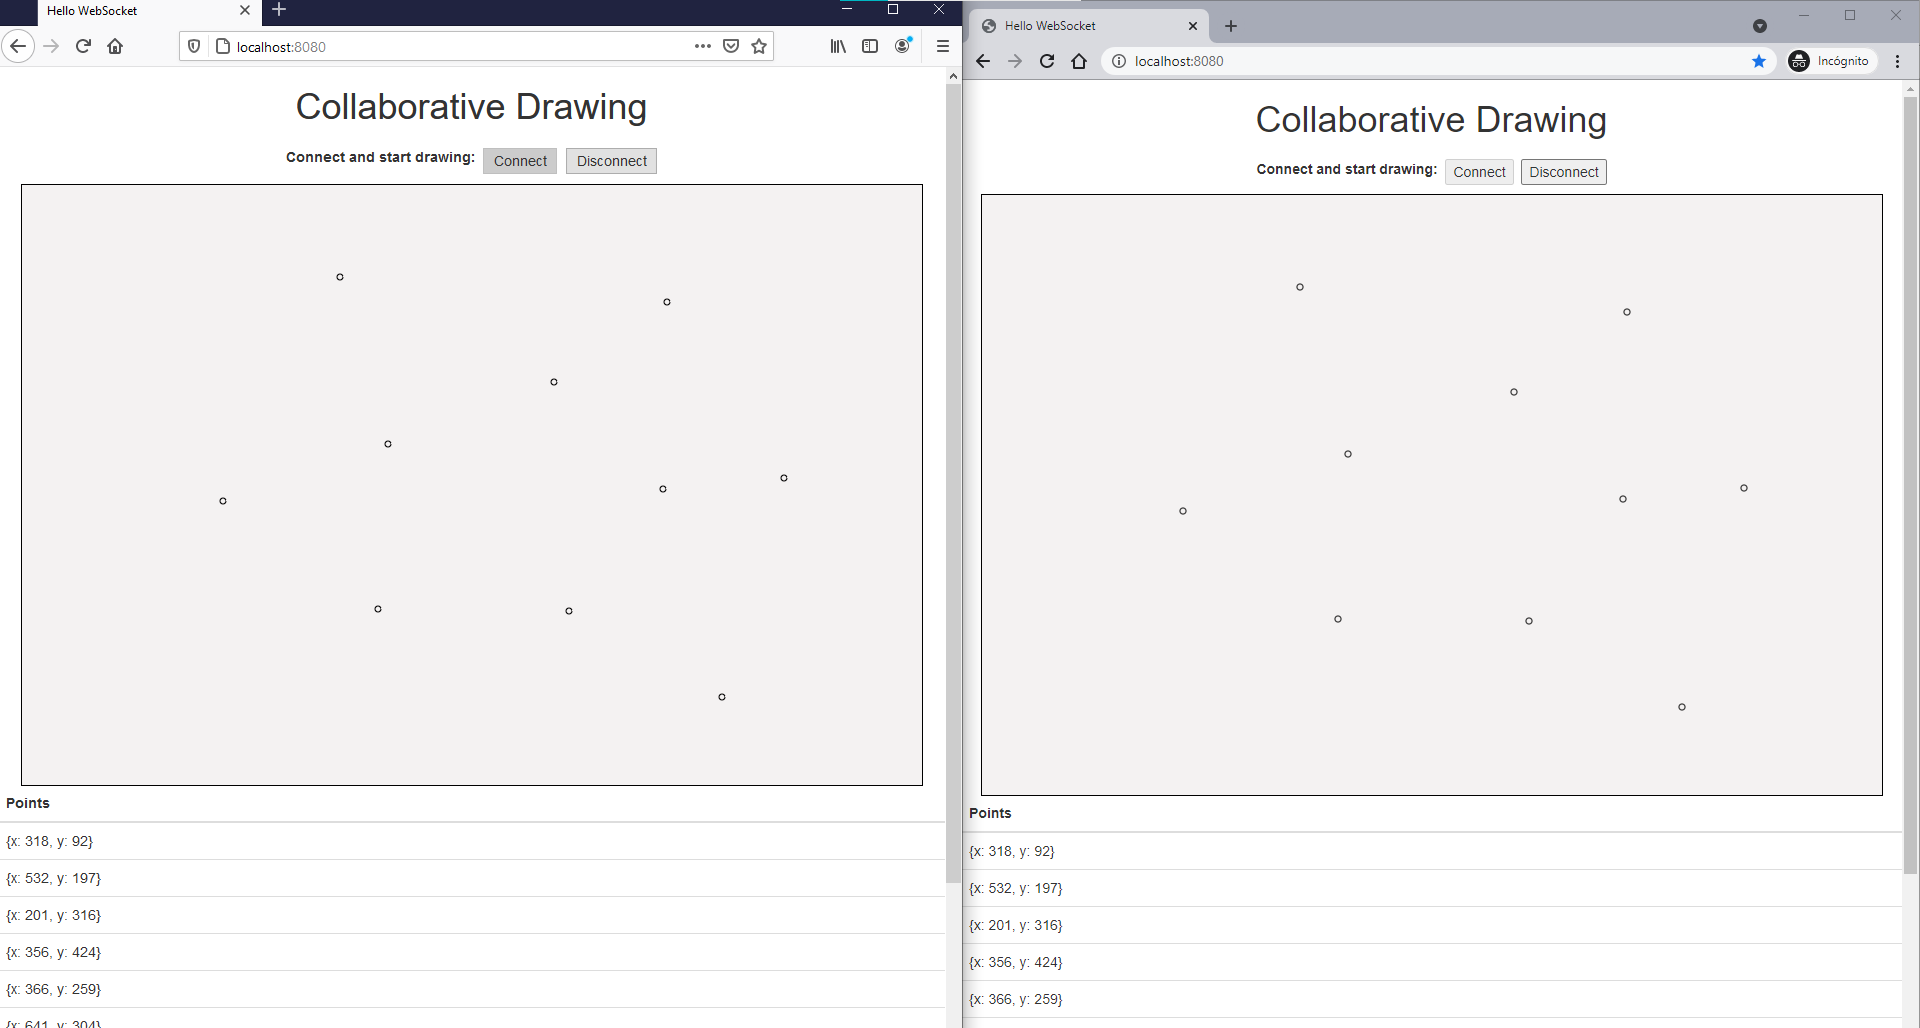 Hello WebSocket
localhost:8080
Collaborative Drawing
Connect and start drawing: Connect Disconnect
Points
{x: 318, y: 92}
{x: 532, y: 197}
{x: 201, y: 316}
{x: 356, y: 424}
{x: 366, y: 259}
{x: 641, y: 304}
Hello WebSocket
localhost:8080
Incógnito
Collaborative Drawing
Connect and start drawing: Connect Disconnect
Points
{x: 318, y: 92}
{x: 532, y: 197}
{x: 201, y: 316}
{x: 356, y: 424}
{x: 366, y: 259}